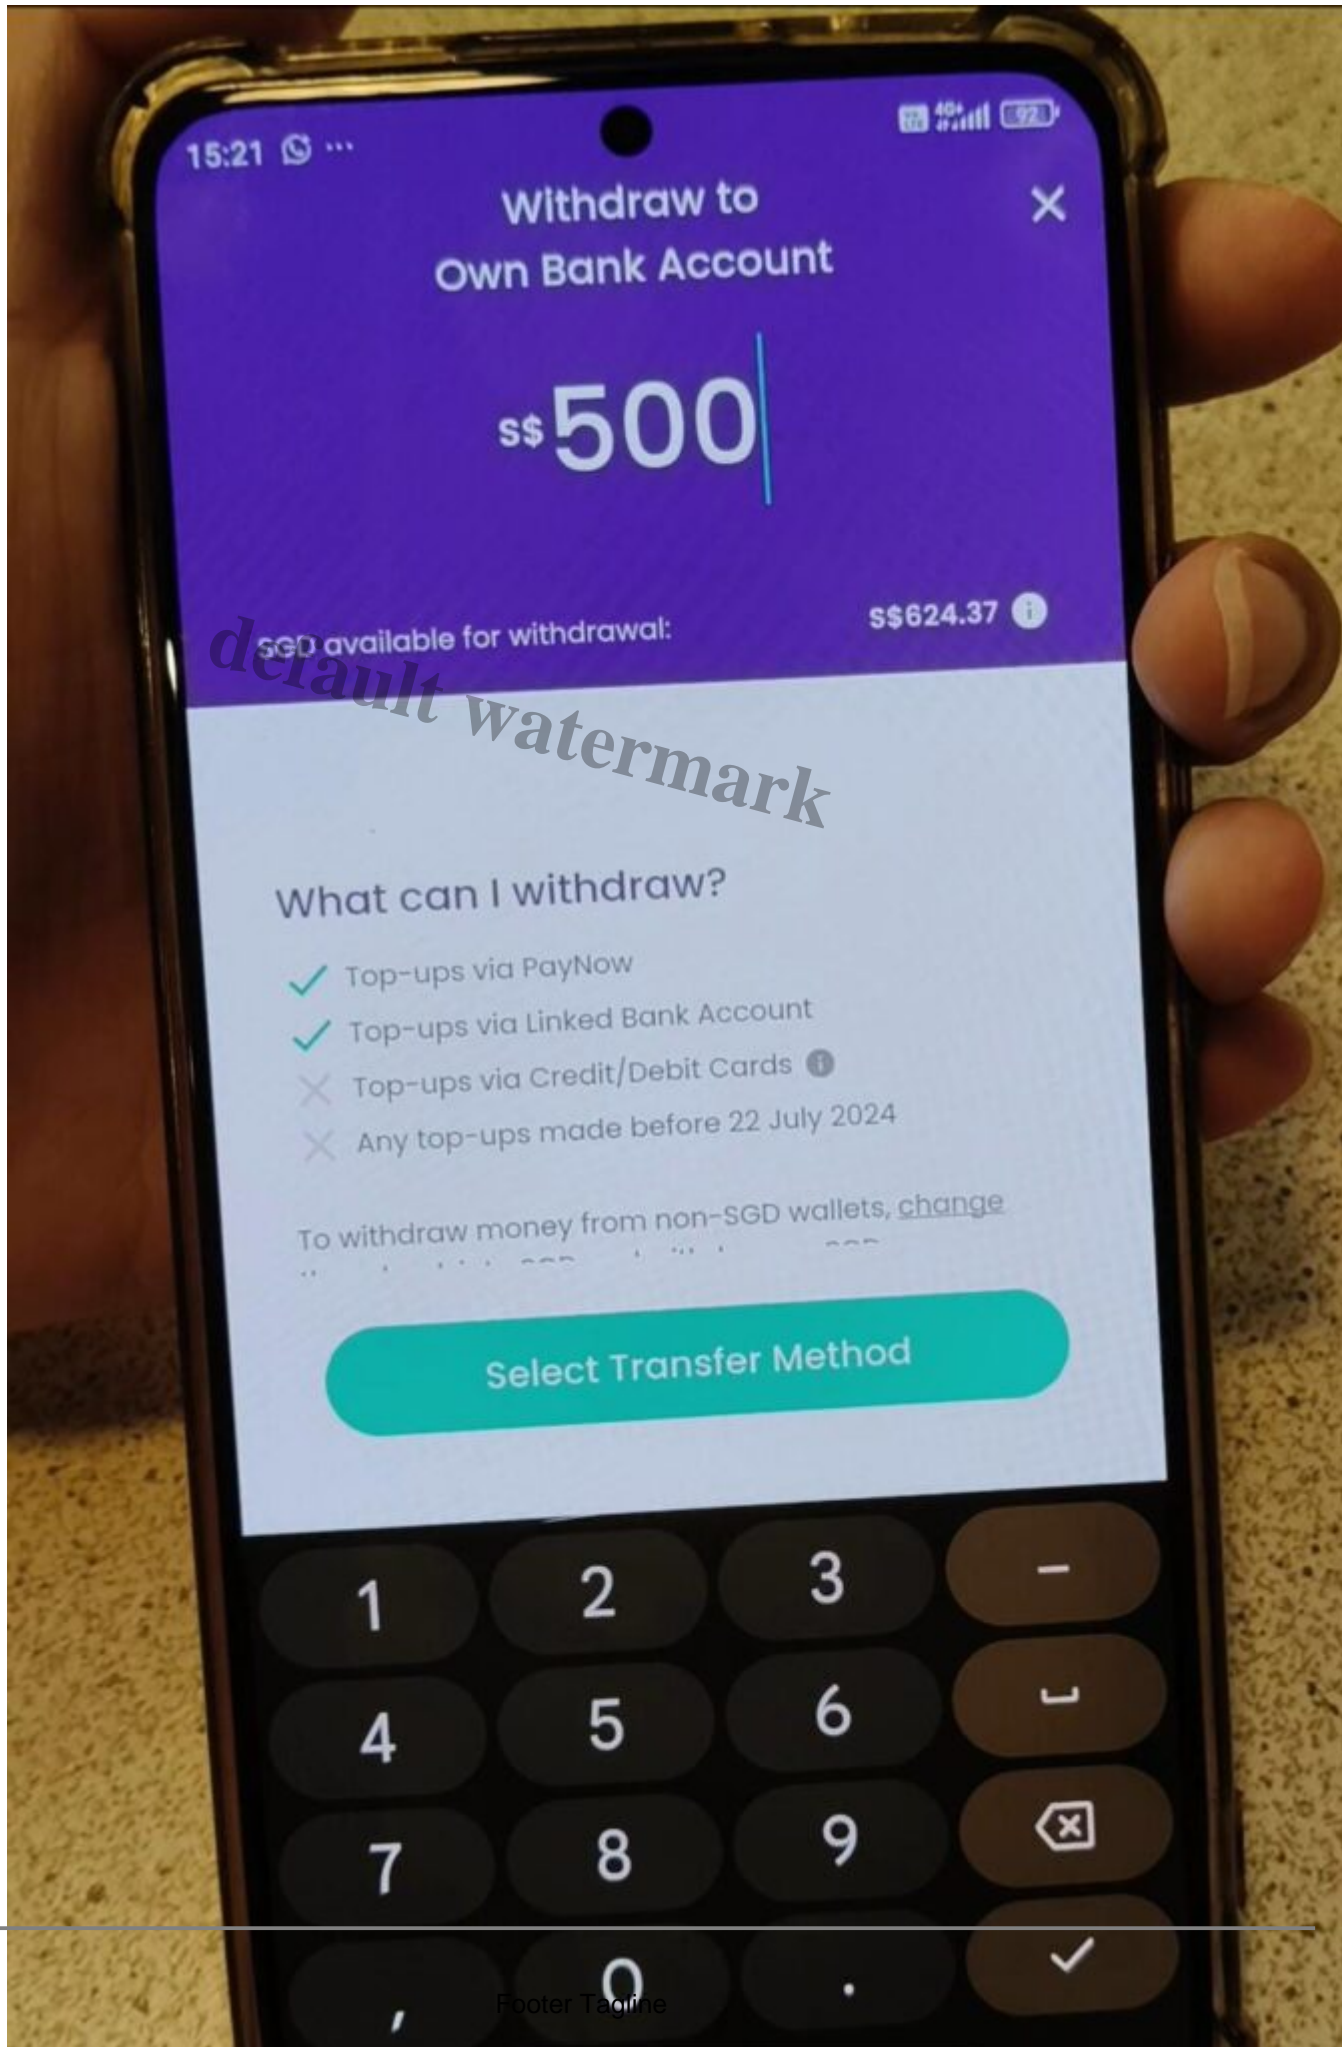 15:21 ... 4G+ 92
Withdraw to
Own Bank Account
S$500
SGD available for withdrawal: S$624.37 i
default watermark
What can I withdraw?
Top-ups via PayNow
Top-ups via Linked Bank Account
Top-ups via Credit/Debit Cards i
Any top-ups made before 22 July 2024
To withdraw money from non-SGD wallets, change
Select Transfer Method
1 2 3 –
4 5 6
7 8 9
, 0 .
Footer Tagline